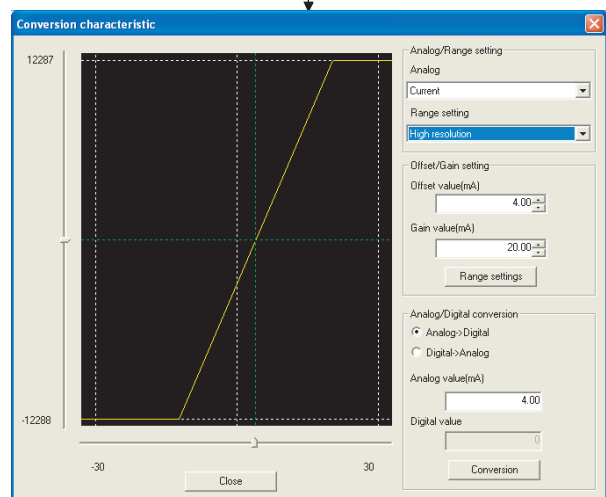 Conversion characteristic
12287
-12288
-30
30
Close
Analog/Range setting
Analog
Current
Range setting
High resolution
Offset/Gain setting
Offset value(mA)
4.00
Gain value(mA)
20.00
Range settings
Analog/Digital conversion
Analog->Digital
Digital->Analog
Analog value(mA)
4.00
Digital value
0
Conversion